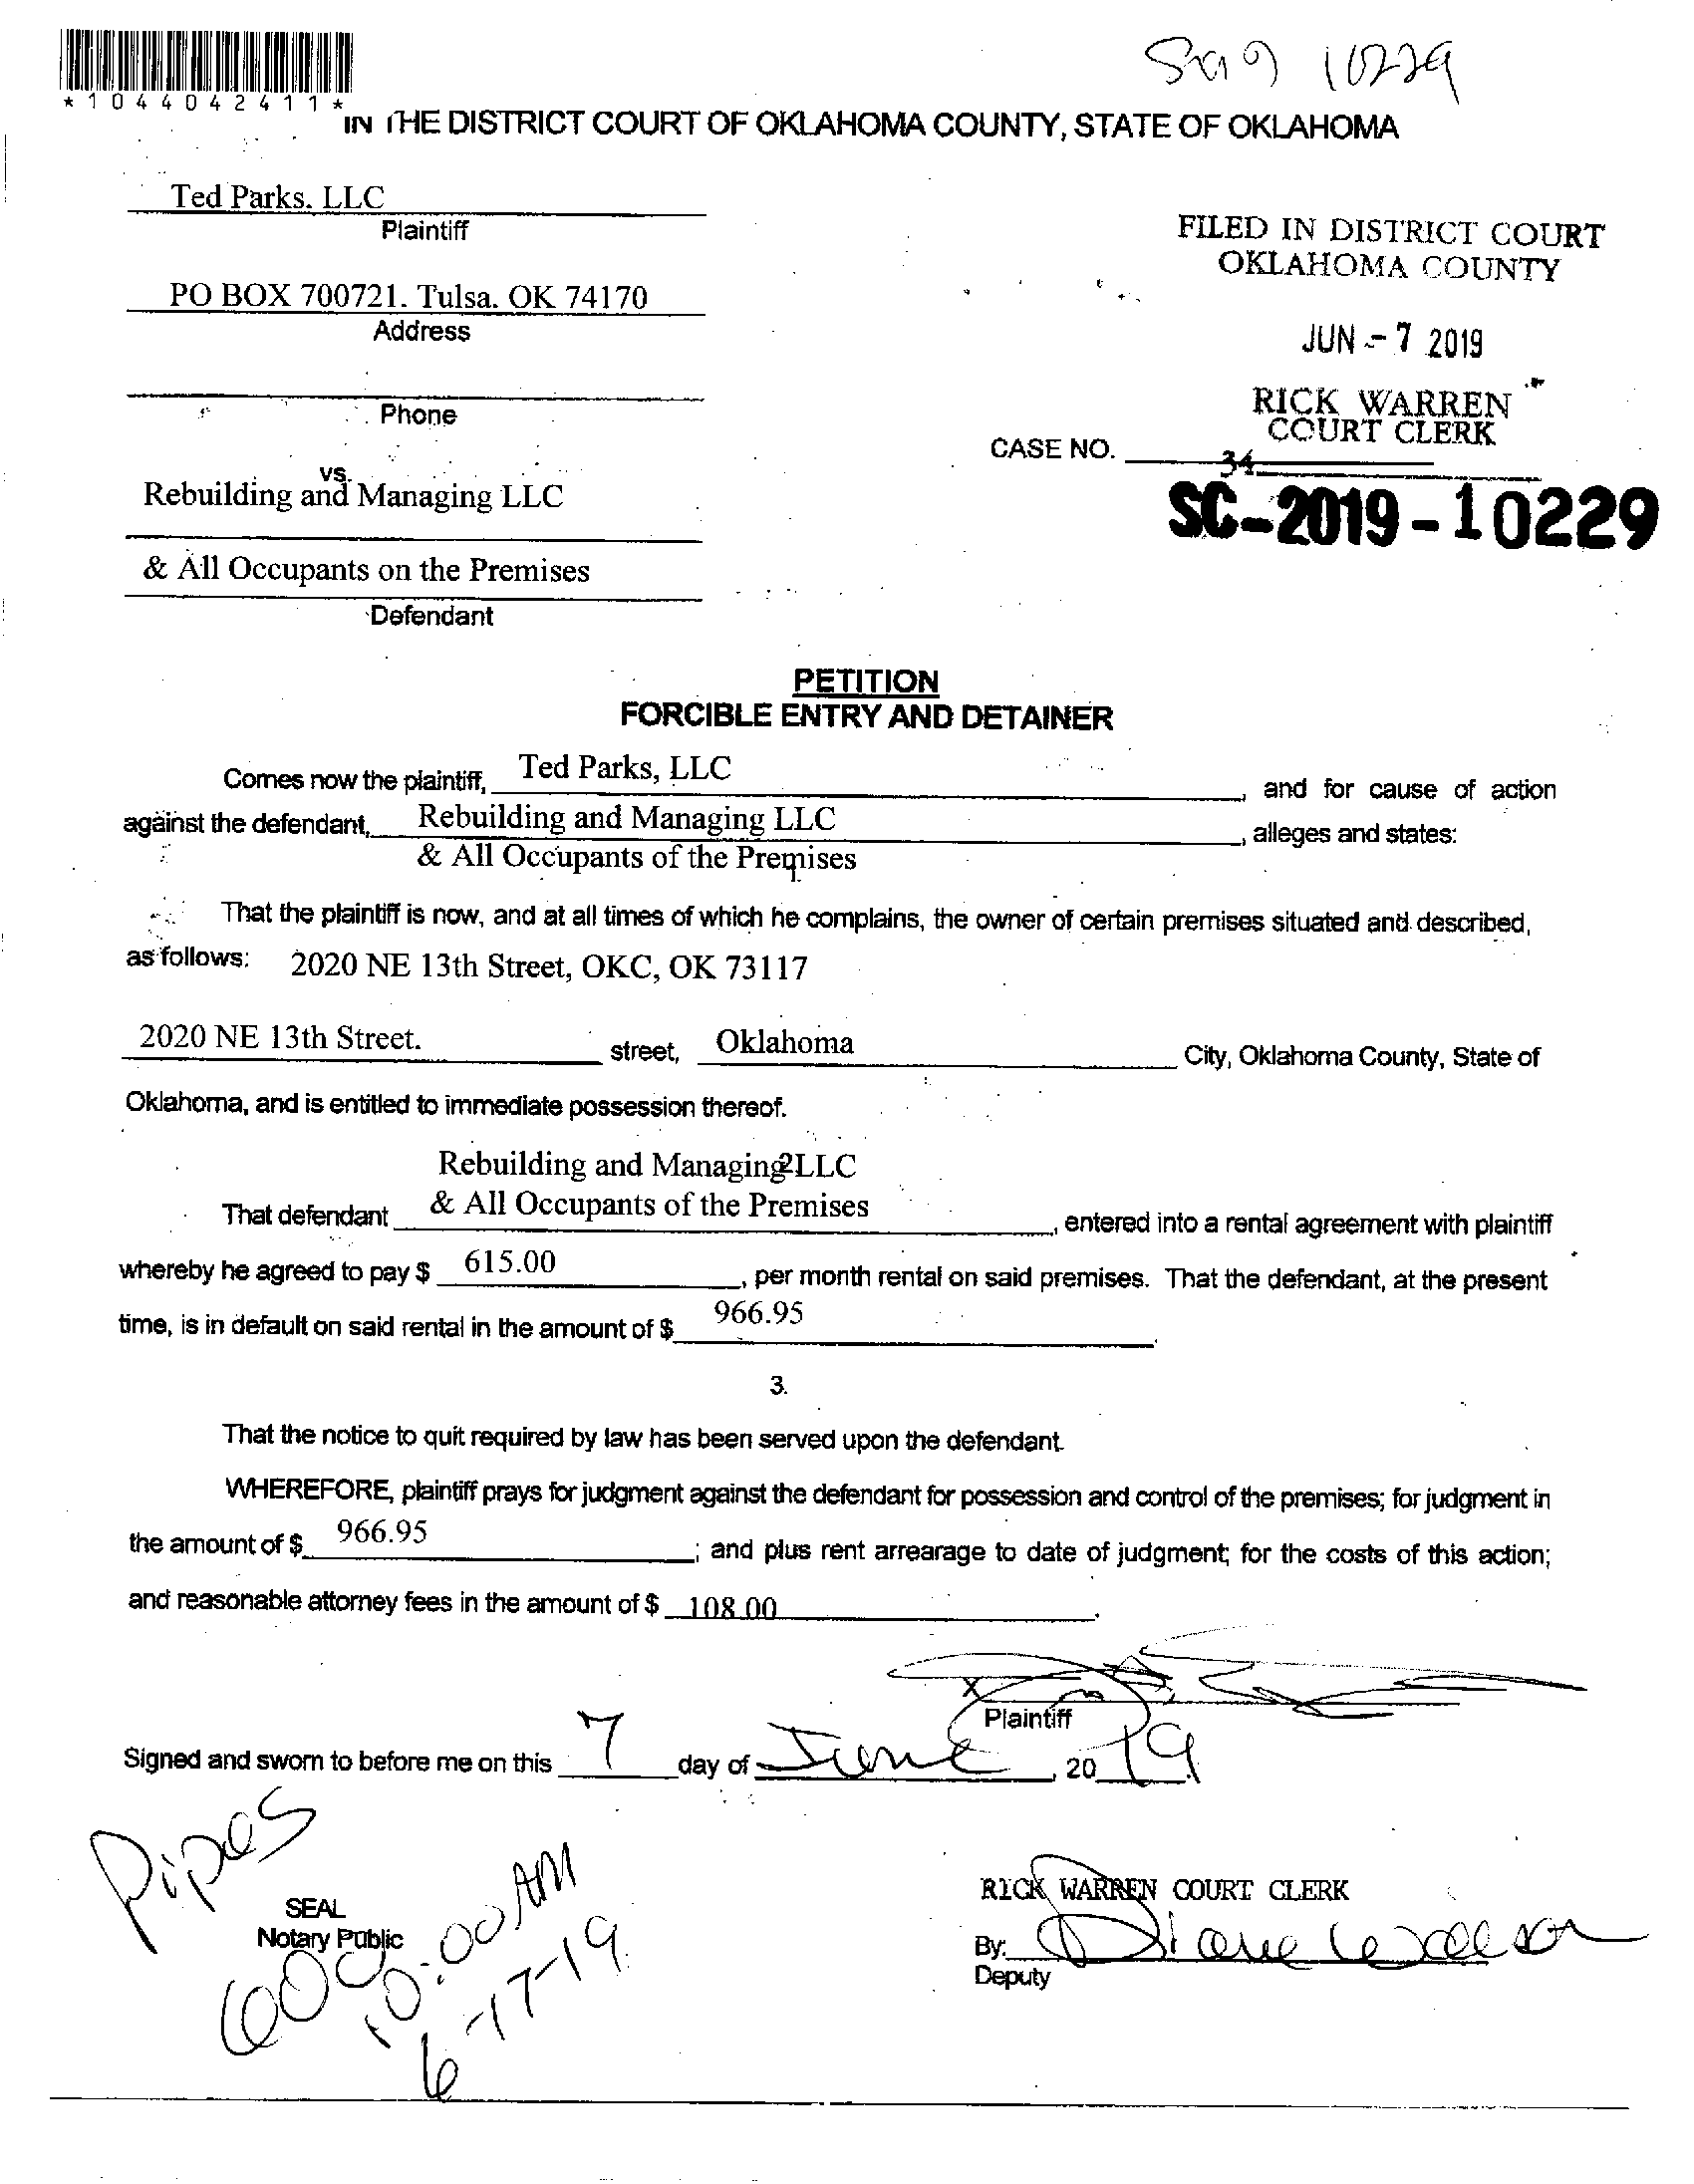 *1044042411*
IN THE DISTRICT COURT OF OKLAHOMA COUNTY, STATE OF OKLAHOMA
Ted Parks, LLC
Plaintiff
FILED IN DISTRICT COURT
OKLAHOMA COUNTY
PO BOX 700721. Tulsa. OK 74170
Address
JUN - 7 2019
RICK WARREN
COURT CLERK
Phone
CASE NO.
34
SC-2019-10229
vs.
Rebuilding and Managing LLC
& All Occupants on the Premises
Defendant
PETITION
FORCIBLE ENTRY AND DETAINER
Comes now the plaintiff, Ted Parks, LLC, and for cause of action
against the defendant, Rebuilding and Managing LLC, alleges and states:
& All Occupants of the Premises
1
That the plaintiff is now, and at all times of which he complains, the owner of certain premises situated and described,
as follows: 2020 NE 13th Street, OKC, OK 73117
2020 NE 13th Street. street, Oklahoma City, Oklahoma County, State of
Oklahoma, and is entitled to immediate possession thereof.
2
Rebuilding and Managing LLC
& All Occupants of the Premises
That defendant, entered into a rental agreement with plaintiff
whereby he agreed to pay $ 615.00, per month rental on said premises. That the defendant, at the present
time, is in default on said rental in the amount of $ 966.95.
3.
That the notice to quit required by law has been served upon the defendant.
WHEREFORE, plaintiff prays for judgment against the defendant for possession and control of the premises; for judgment in
the amount of $ 966.95; and plus rent arrearage to date of judgment; for the costs of this action;
and reasonable attorney fees in the amount of $ 108.00.
X
Plaintiff
Signed and sworn to before me on this 7 day of June, 2019.
Pipes
SEAL
Notary Public
600
10:00 AM
6-17-19
RICK WARREN COURT CLERK
By:
Deputy